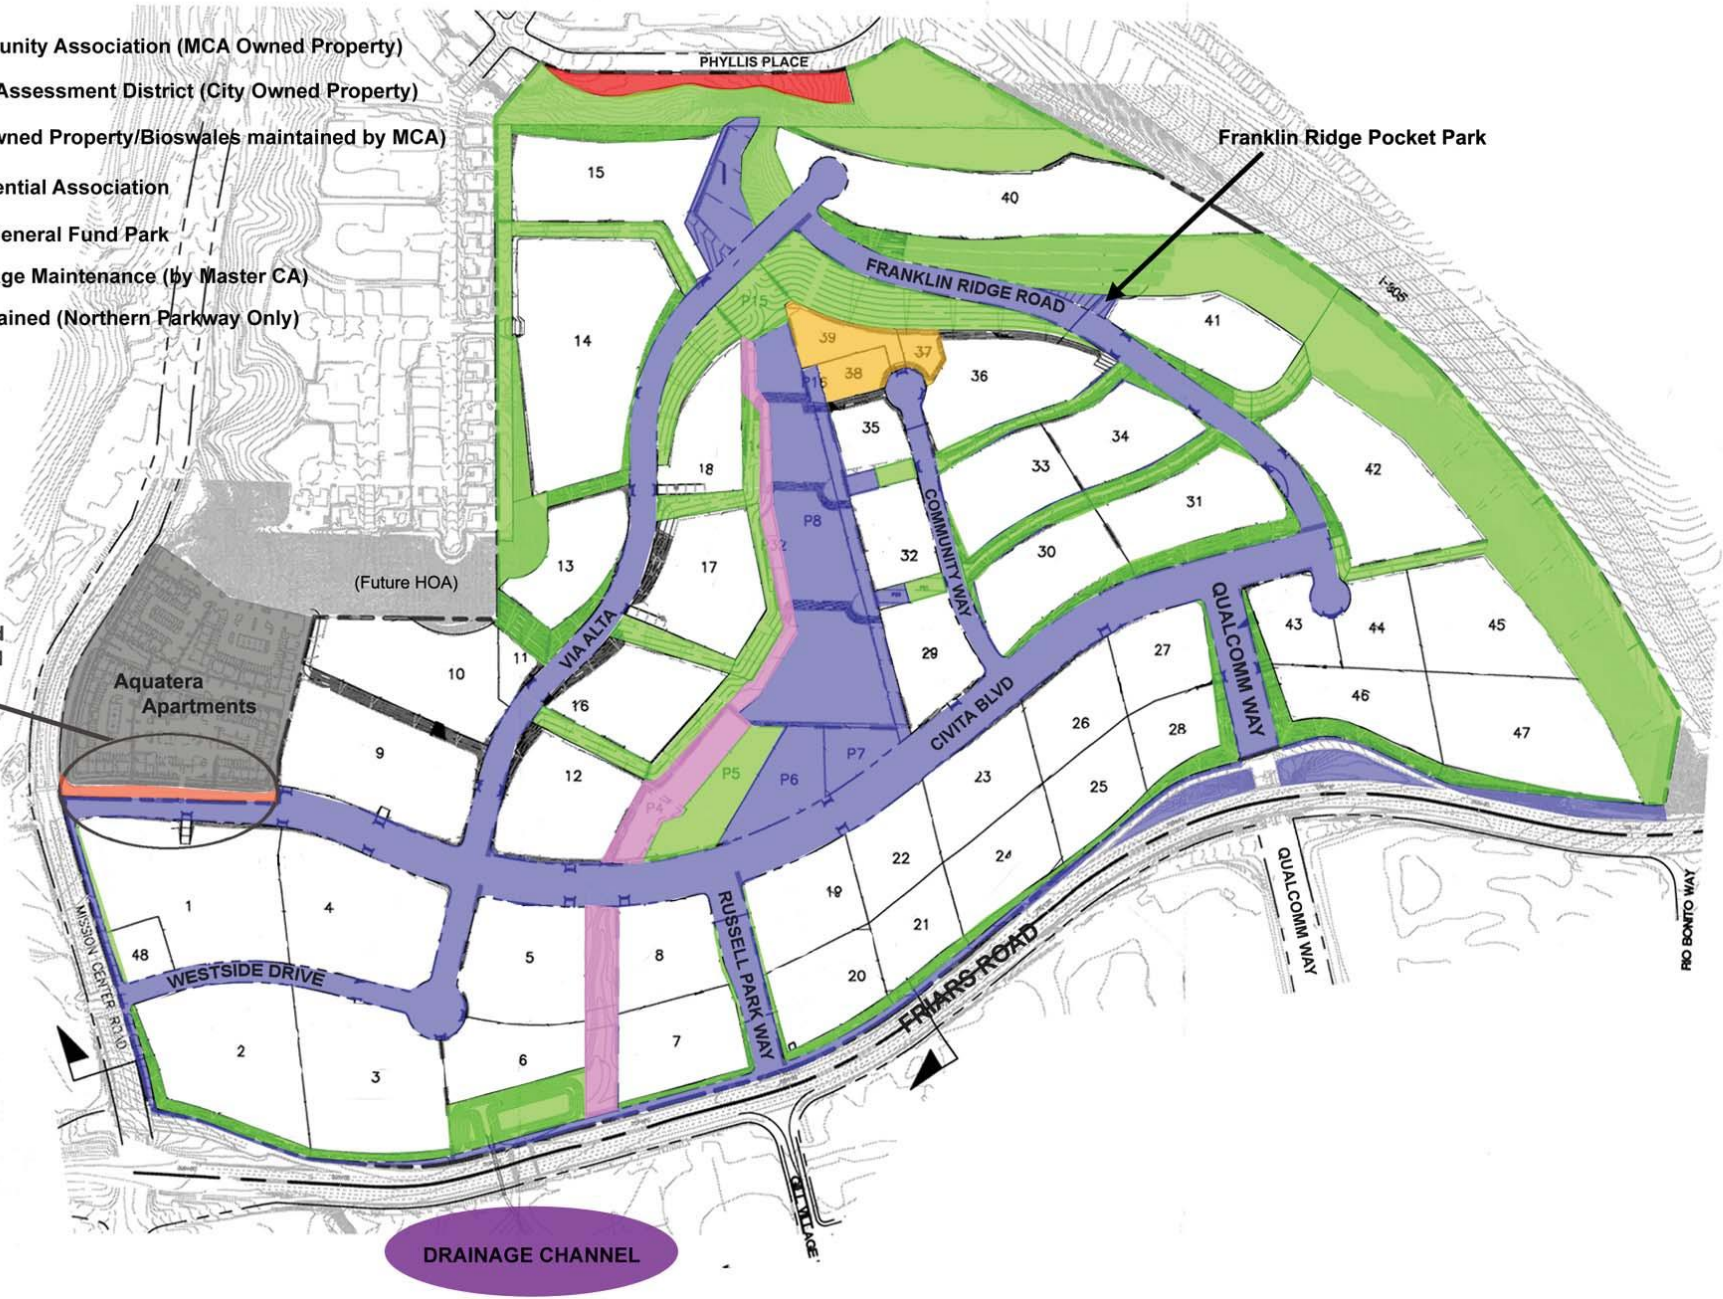 unity Association (MCA Owned Property)
Assessment District (City Owned Property)
wned Property/Bioswales maintained by MCA)
ential Association
eneral Fund Park
ge Maintenance (by Master CA)
ained (Northern Parkway Only)
PHYLLIS PLACE
Franklin Ridge Pocket Park
15
40
I-805
FRANKLIN RIDGE ROAD
P15
41
14
39
37
38
36
P16
35
34
18
33
42
31
COMMUNITY WAY
P8
P32
32
30
13
17
(Future HOA)
VIA ALTA
QUALCOMM WAY
43
44
45
29
27
11
10
Aquatera
Apartments
16
46
26
28
47
CIVITA BLVD
9
12
P5
P6
P7
P4
23
25
22
24
19
1
4
21
RUSSELL PARK WAY
QUALCOMM WAY
RIO BONITO WAY
MISSION CENTER ROAD
48
WESTSIDE DRIVE
5
8
20
FRIARS ROAD
2
3
6
7
GILL VILLAGE
DRAINAGE CHANNEL